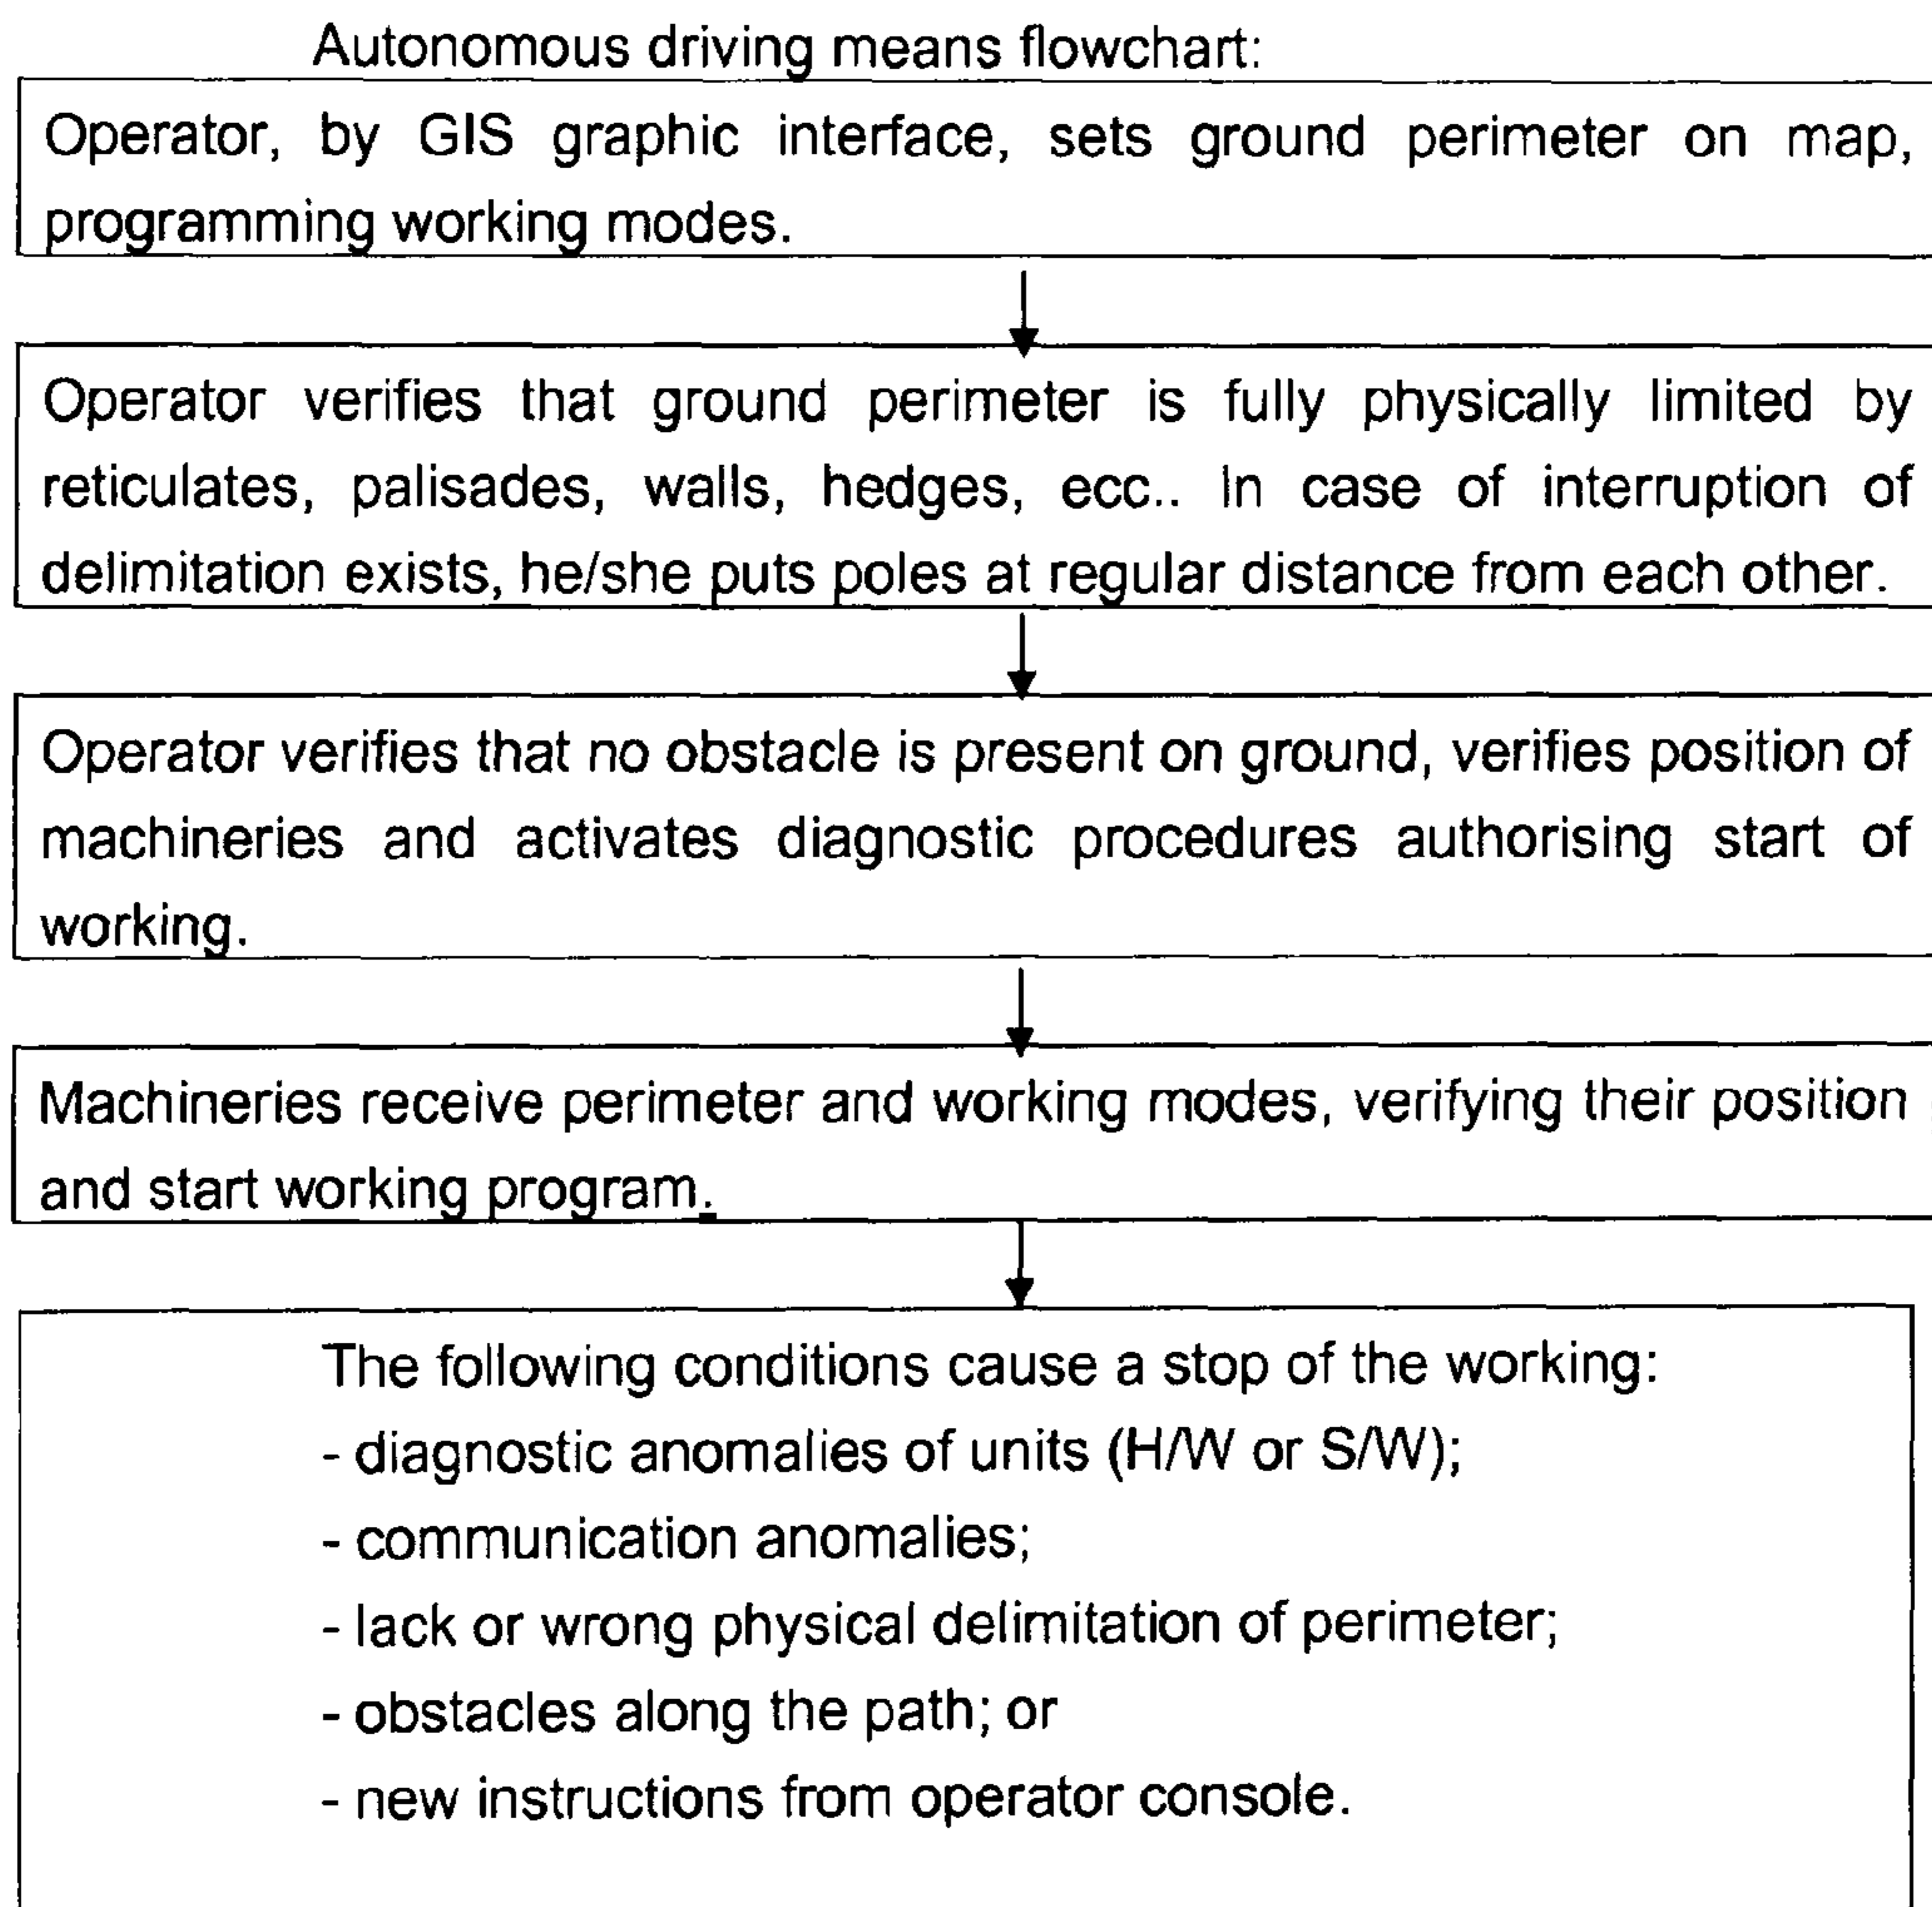 Autonomous driving means flowchart:
Operator, by GIS graphic interface, sets ground perimeter on map,
programming working modes.
Operator verifies that ground perimeter is fully physically limited by
reticulates, palisades, walls, hedges, ecc.. In case of interruption of
delimitation exists, he/she puts poles at regular distance from each other.
Operator verifies that no obstacle is present on ground, verifies position of
machineries and activates diagnostic procedures authorising start of
working.
Machineries receive perimeter and working modes, verifying their position
and start working program.
The following conditions cause a stop of the working:
- diagnostic anomalies of units (H/W or S/W);
- communication anomalies;
- lack or wrong physical delimitation of perimeter;
- obstacles along the path; or
- new instructions from operator console.